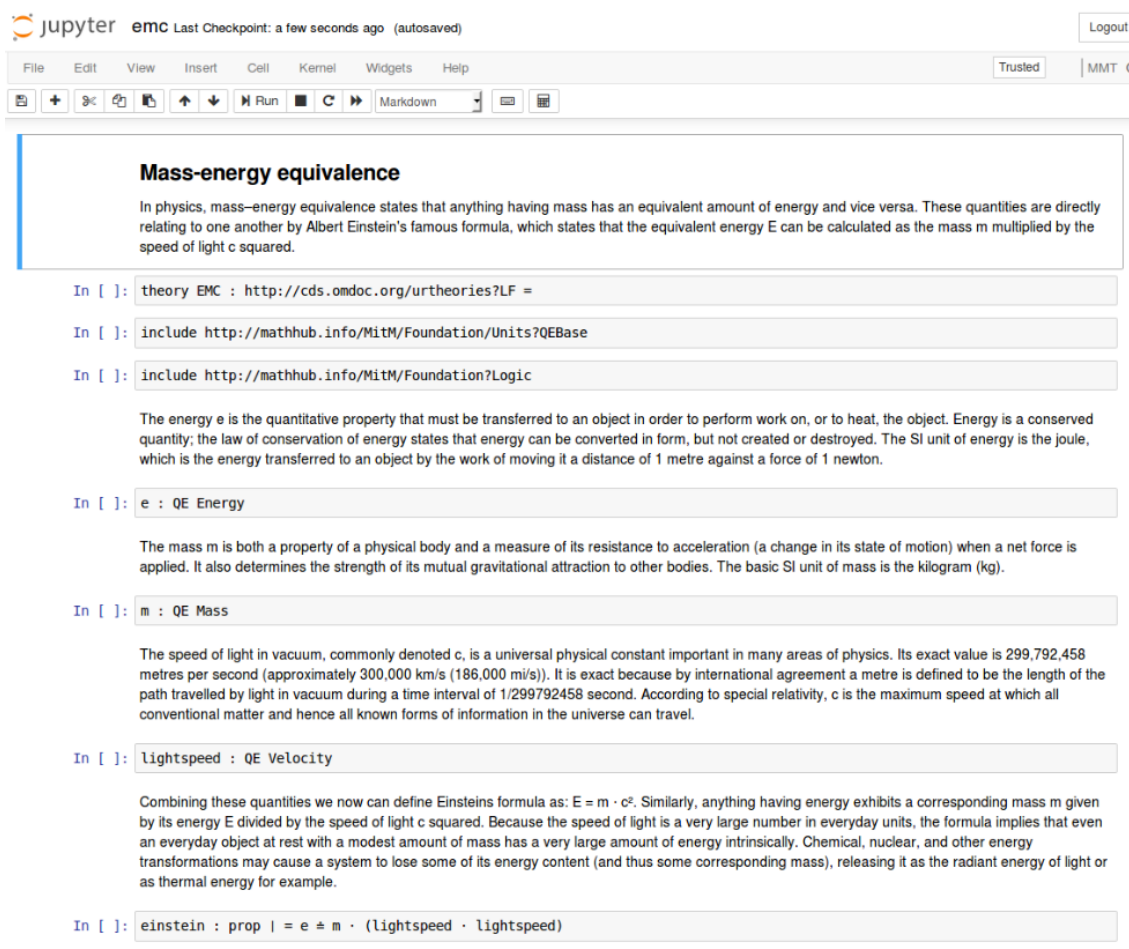 jupyter emc Last Checkpoint: a few seconds ago (autosaved)
Logout
File Edit View Insert Cell Kernel Widgets Help
Trusted
MMT
Run
Markdown
Mass-energy equivalence
In physics, mass–energy equivalence states that anything having mass has an equivalent amount of energy and vice versa. These quantities are directly
relating to one another by Albert Einstein's famous formula, which states that the equivalent energy E can be calculated as the mass m multiplied by the
speed of light c squared.
In [ ]: theory EMC : http://cds.omdoc.org/urtheories?LF =
In [ ]: include http://mathhub.info/MitM/Foundation/Units?QEBase
In [ ]: include http://mathhub.info/MitM/Foundation?Logic
The energy e is the quantitative property that must be transferred to an object in order to perform work on, or to heat, the object. Energy is a conserved
quantity; the law of conservation of energy states that energy can be converted in form, but not created or destroyed. The SI unit of energy is the joule,
which is the energy transferred to an object by the work of moving it a distance of 1 metre against a force of 1 newton.
In [ ]: e : QE Energy
The mass m is both a property of a physical body and a measure of its resistance to acceleration (a change in its state of motion) when a net force is
applied. It also determines the strength of its mutual gravitational attraction to other bodies. The basic SI unit of mass is the kilogram (kg).
In [ ]: m : QE Mass
The speed of light in vacuum, commonly denoted c, is a universal physical constant important in many areas of physics. Its exact value is 299,792,458
metres per second (approximately 300,000 km/s (186,000 mi/s)). It is exact because by international agreement a metre is defined to be the length of the
path travelled by light in vacuum during a time interval of 1/299792458 second. According to special relativity, c is the maximum speed at which all
conventional matter and hence all known forms of information in the universe can travel.
In [ ]: lightspeed : QE Velocity
Combining these quantities we now can define Einsteins formula as: E = m · c². Similarly, anything having energy exhibits a corresponding mass m given
by its energy E divided by the speed of light c squared. Because the speed of light is a very large number in everyday units, the formula implies that even
an everyday object at rest with a modest amount of mass has a very large amount of energy intrinsically. Chemical, nuclear, and other energy
transformations may cause a system to lose some of its energy content (and thus some corresponding mass), releasing it as the radiant energy of light or
as thermal energy for example.
In [ ]: einstein : prop | = e ≐ m · (lightspeed · lightspeed)